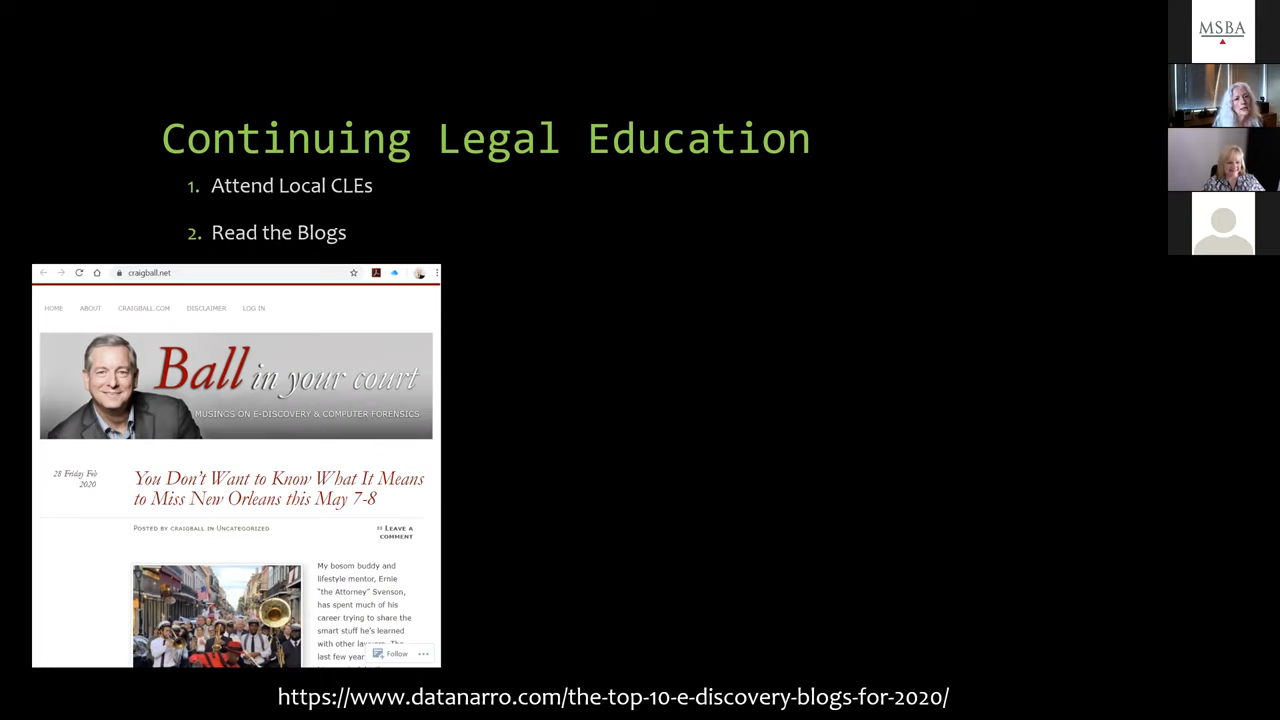 MSBA
Continuing Legal Education
1. Attend Local CLEs
2. Read the Blogs
craigball.net
HOME ABOUT CRAIGBALL.COM DISCLAIMER LOG IN
Ball in your court
MUSINGS ON E-DISCOVERY & COMPUTER FORENSICS
28 Friday Feb
2020
You Don't Want to Know What It Means
to Miss New Orleans this May 7-8
POSTED BY CRAIGBALL IN UNCATEGORIZED
LEAVE A
COMMENT
My bosom buddy and
lifestyle mentor, Ernie
"the Attorney" Svenson,
has spent much of his
career trying to share the
smart stuff he's learned
with other lawyers. The
last few year
Follow
https://www.datanarro.com/the-top-10-e-discovery-blogs-for-2020/